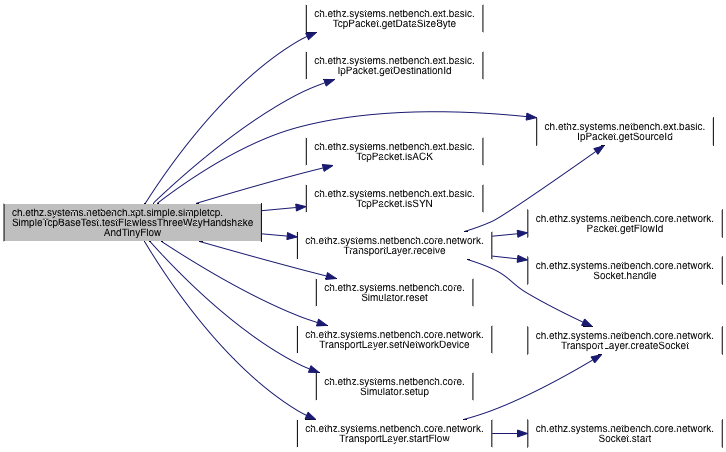 ch.ethz.systems.netbench.ext.basic.
TcpPacket.getDataSizeByte
ch.ethz.systems.netbench.ext.basic.
IpPacket.getDestinationId
ch.ethz.systems.netbench.ext.basic.
IpPacket.getSourceId
ch.ethz.systems.netbench.ext.basic.
TcpPacket.isACK
ch.ethz.systems.netbench.ext.basic.
TcpPacket.isSYN
ch.ethz.systems.netbench.xpt.simple.simpletcp.
SimpleTcpBaseTest.testFlawlessThreeWayHandshake
AndTinyFlow
ch.ethz.systems.netbench.core.network.
TransportLayer.receive
ch.ethz.systems.netbench.core.network.
Packet.getFlowId
ch.ethz.systems.netbench.core.network.
Socket.handle
ch.ethz.systems.netbench.core.
Simulator.reset
ch.ethz.systems.netbench.core.network.
TransportLayer.setNetworkDevice
ch.ethz.systems.netbench.core.network.
TransportLayer.createSocket
ch.ethz.systems.netbench.core.
Simulator.setup
ch.ethz.systems.netbench.core.network.
TransportLayer.startFlow
ch.ethz.systems.netbench.core.network.
Socket.start